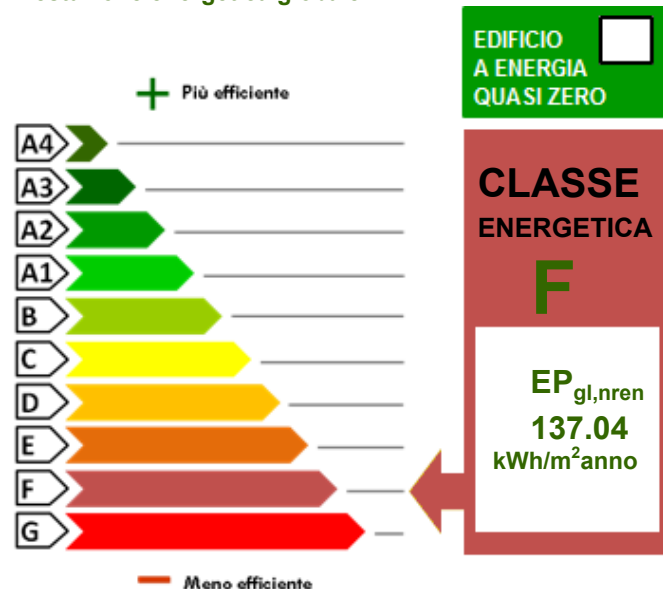 EDIFICIO
A ENERGIA
QUASI ZERO
Più efficiente
A4
A3
A2
A1
B
C
D
E
F
G
Meno efficiente
CLASSE
ENERGETICA
F
EPgl,nren
137.04
kWh/m²anno